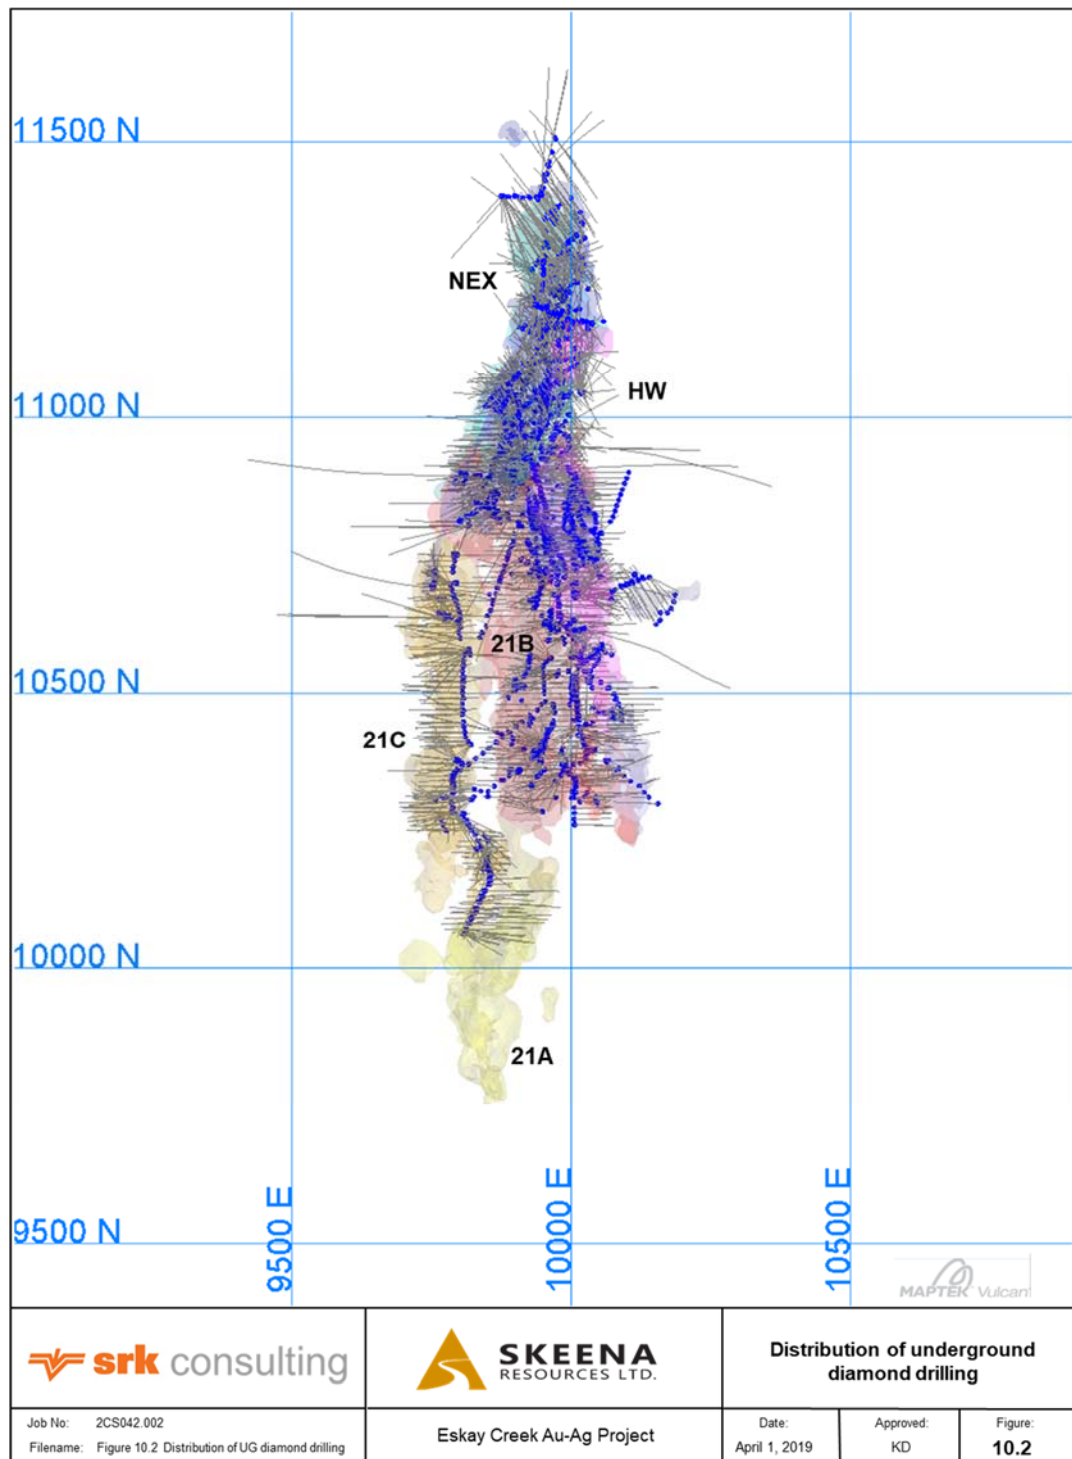 11500 N
NEX
HW
11000 N
21B
10500 N
21C
10000 N
21A
9500 N
9500 E
10000 E
10500 E
MAPTEK Vulcan
srk consulting
SKEENA
RESOURCES LTD.
Distribution of underground
diamond drilling
Job No: 2CS042.002
Filename: Figure 10.2 Distribution of UG diamond drilling
Eskay Creek Au-Ag Project
Date:
April 1, 2019
Approved:
KD
Figure:
10.2